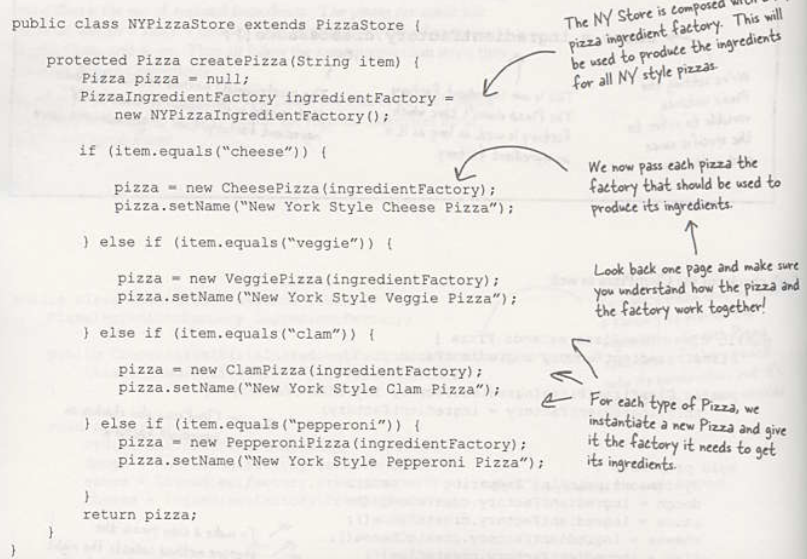 public class NYPizzaStore extends PizzaStore {
protected Pizza createPizza(String item) {
Pizza pizza = null;
PizzaIngredientFactory ingredientFactory =
new NYPizzaIngredientFactory();
if (item.equals(“cheese”)) {
pizza = new CheesePizza(ingredientFactory);
pizza.setName(“New York Style Cheese Pizza”);
} else if (item.equals(“veggie”)) {
pizza = new VeggiePizza(ingredientFactory);
pizza.setName(“New York Style Veggie Pizza”);
} else if (item.equals(“clam”)) {
pizza = new ClamPizza(ingredientFactory);
pizza.setName(“New York Style Clam Pizza”);
} else if (item.equals(“pepperoni”)) {
pizza = new PepperoniPizza(ingredientFactory);
pizza.setName(“New York Style Pepperoni Pizza”);
}
return pizza;
}
}
The NY Store is composed with
pizza ingredient factory. This will
be used to produce the ingredients
for all NY style pizzas.
We now pass each pizza the
factory that should be used to
produce its ingredients.
Look back one page and make sure
you understand how the pizza and
the factory work together!
For each type of Pizza, we
instantiate a new Pizza and give
it the factory it needs to get
its ingredients.